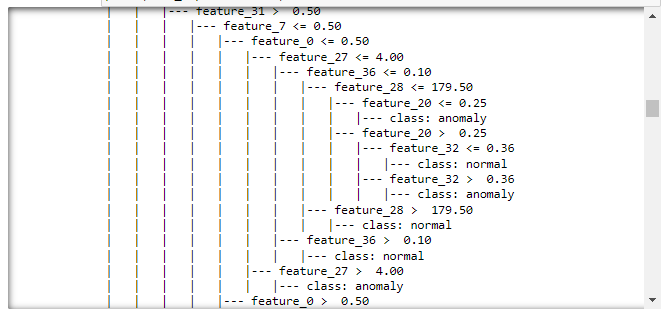 |   |   |--- feature_31 >  0.50
|   |   |   |--- feature_7 <= 0.50
|   |   |   |   |--- feature_0 <= 0.50
|   |   |   |   |   |--- feature_27 <= 4.00
|   |   |   |   |   |   |--- feature_36 <= 0.10
|   |   |   |   |   |   |   |--- feature_28 <= 179.50
|   |   |   |   |   |   |   |   |--- feature_20 <= 0.25
|   |   |   |   |   |   |   |   |   |--- class: anomaly
|   |   |   |   |   |   |   |   |--- feature_20 >  0.25
|   |   |   |   |   |   |   |   |   |--- feature_32 <= 0.36
|   |   |   |   |   |   |   |   |   |   |--- class: normal
|   |   |   |   |   |   |   |   |   |--- feature_32 >  0.36
|   |   |   |   |   |   |   |   |   |   |--- class: anomaly
|   |   |   |   |   |   |   |--- feature_28 >  179.50
|   |   |   |   |   |   |   |   |--- class: normal
|   |   |   |   |   |   |--- feature_36 >  0.10
|   |   |   |   |   |   |   |--- class: normal
|   |   |   |   |   |--- feature_27 >  4.00
|   |   |   |   |   |   |--- class: anomaly
|   |   |   |   |--- feature_0 >  0.50